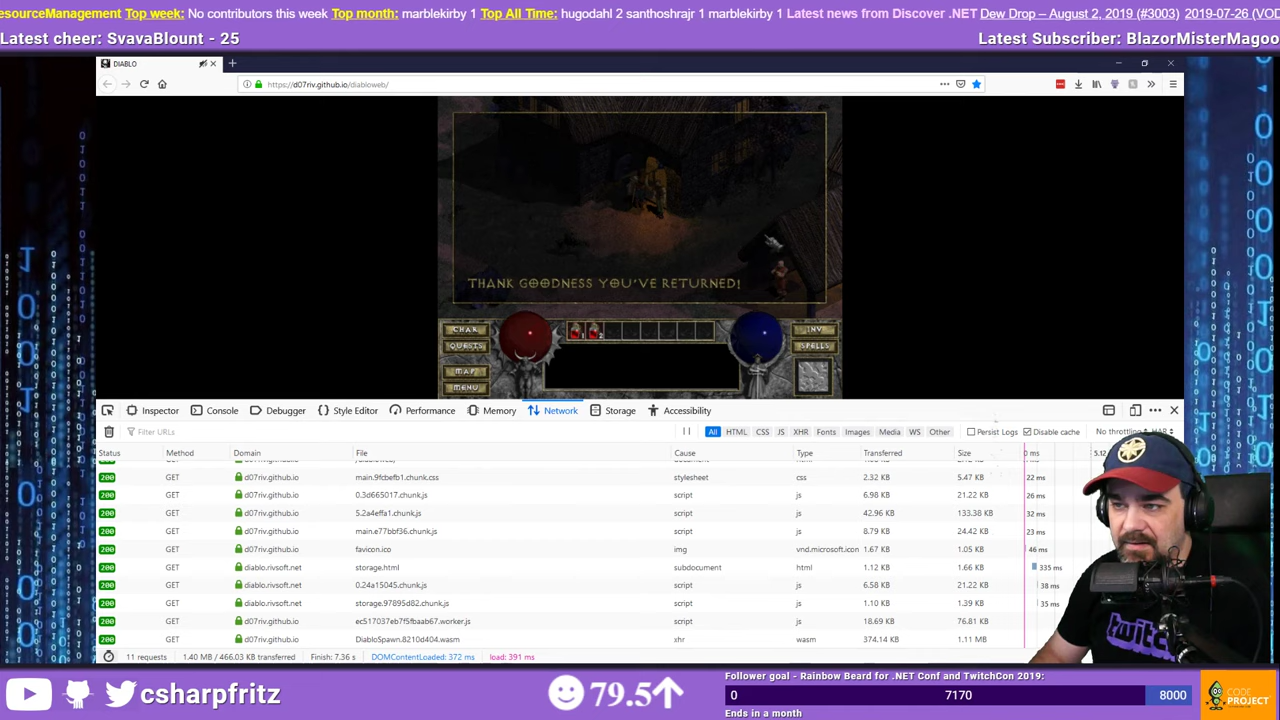 esourceManagement Top week: No contributors this week Top month: marblekirby 1 Top All Time: hugodahl 2 santhoshrajr 1 marblekirby 1 Latest news from Discover .NET Dew Drop – August 2, 2019 (#3003) 2019-07-26 (VOD
Latest cheer: SvavaBlount - 25 Latest Subscriber: BlazorMisterMagoo
DIABLO
https://d07riv.github.io/diabloweb/
THANK GOODNESS YOU'VE RETURNED!
CHAR INV
QUESTS SPELLS
MAP
MENU
Inspector Console Debugger Style Editor Performance Memory Network Storage Accessibility
Filter URLs All HTML CSS JS XHR Fonts Images Media WS Other Persist Logs Disable cache No throttling HAR
Status Method Domain File Cause Type Transferred Size 0 ms 5.12
200 GET d07riv.github.io main.9fcbefb1.chunk.css stylesheet css 2.32 KB 5.47 KB 22 ms
200 GET d07riv.github.io 0.3d665017.chunk.js script js 6.98 KB 21.22 KB 26 ms
200 GET d07riv.github.io 5.2a4effa1.chunk.js script js 42.96 KB 133.38 KB 32 ms
200 GET d07riv.github.io main.e77bbf36.chunk.js script js 8.79 KB 24.42 KB 23 ms
200 GET d07riv.github.io favicon.ico img vnd.microsoft.icon 1.67 KB 1.05 KB 46 ms
200 GET diablo.rivsoft.net storage.html subdocument html 1.12 KB 1.66 KB 335 ms
200 GET diablo.rivsoft.net 0.24a15045.chunk.js script js 6.58 KB 21.22 KB 38 ms
200 GET diablo.rivsoft.net storage.97895d82.chunk.js script js 1.10 KB 1.39 KB 35 ms
200 GET d07riv.github.io ec517037eb7f5fbaab67.worker.js script js 18.69 KB 76.81 KB
200 GET d07riv.github.io DiabloSpawn.8210d404.wasm xhr wasm 374.14 KB 1.11 MB
11 requests 1.40 MB / 466.03 KB transferred Finish: 7.36 s DOMContentLoaded: 372 ms load: 391 ms
twitch
csharpfritz 79.5
Follower goal - Rainbow Beard for .NET Conf and TwitchCon 2019:
0 7170 8000
Ends in a month
CODE
PROJECT